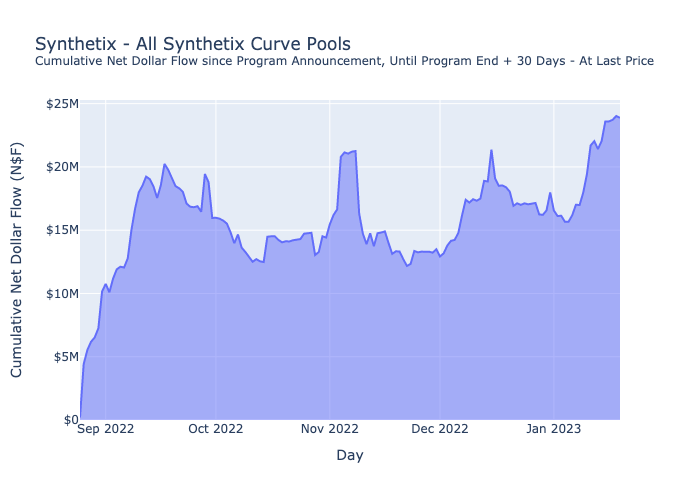 Synthetix - All Synthetix Curve Pools
Cumulative Net Dollar Flow since Program Announcement, Until Program End + 30 Days - At Last Price
Cumulative Net Dollar Flow (N$F)
$25M
$20M
$15M
$10M
$5M
$0
Sep 2022
Oct 2022
Nov 2022
Dec 2022
Jan 2023
Day